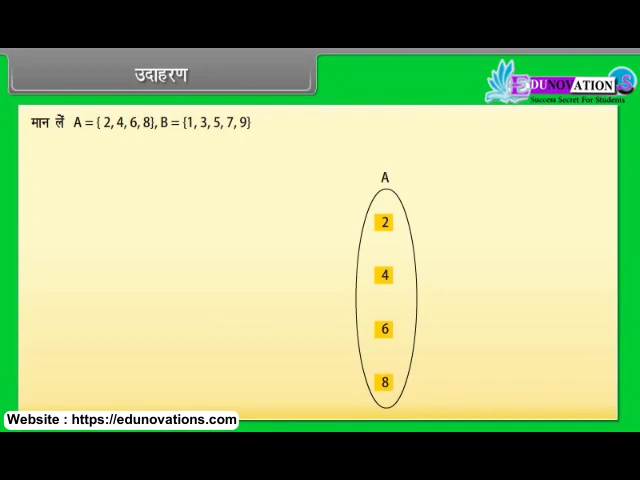 उदाहरण
EDUNOVATIONS
Success Secret For Students
मान लें A = { 2, 4, 6, 8}, B = {1, 3, 5, 7, 9}
A
2
4
6
8
Website : https://edunovations.com